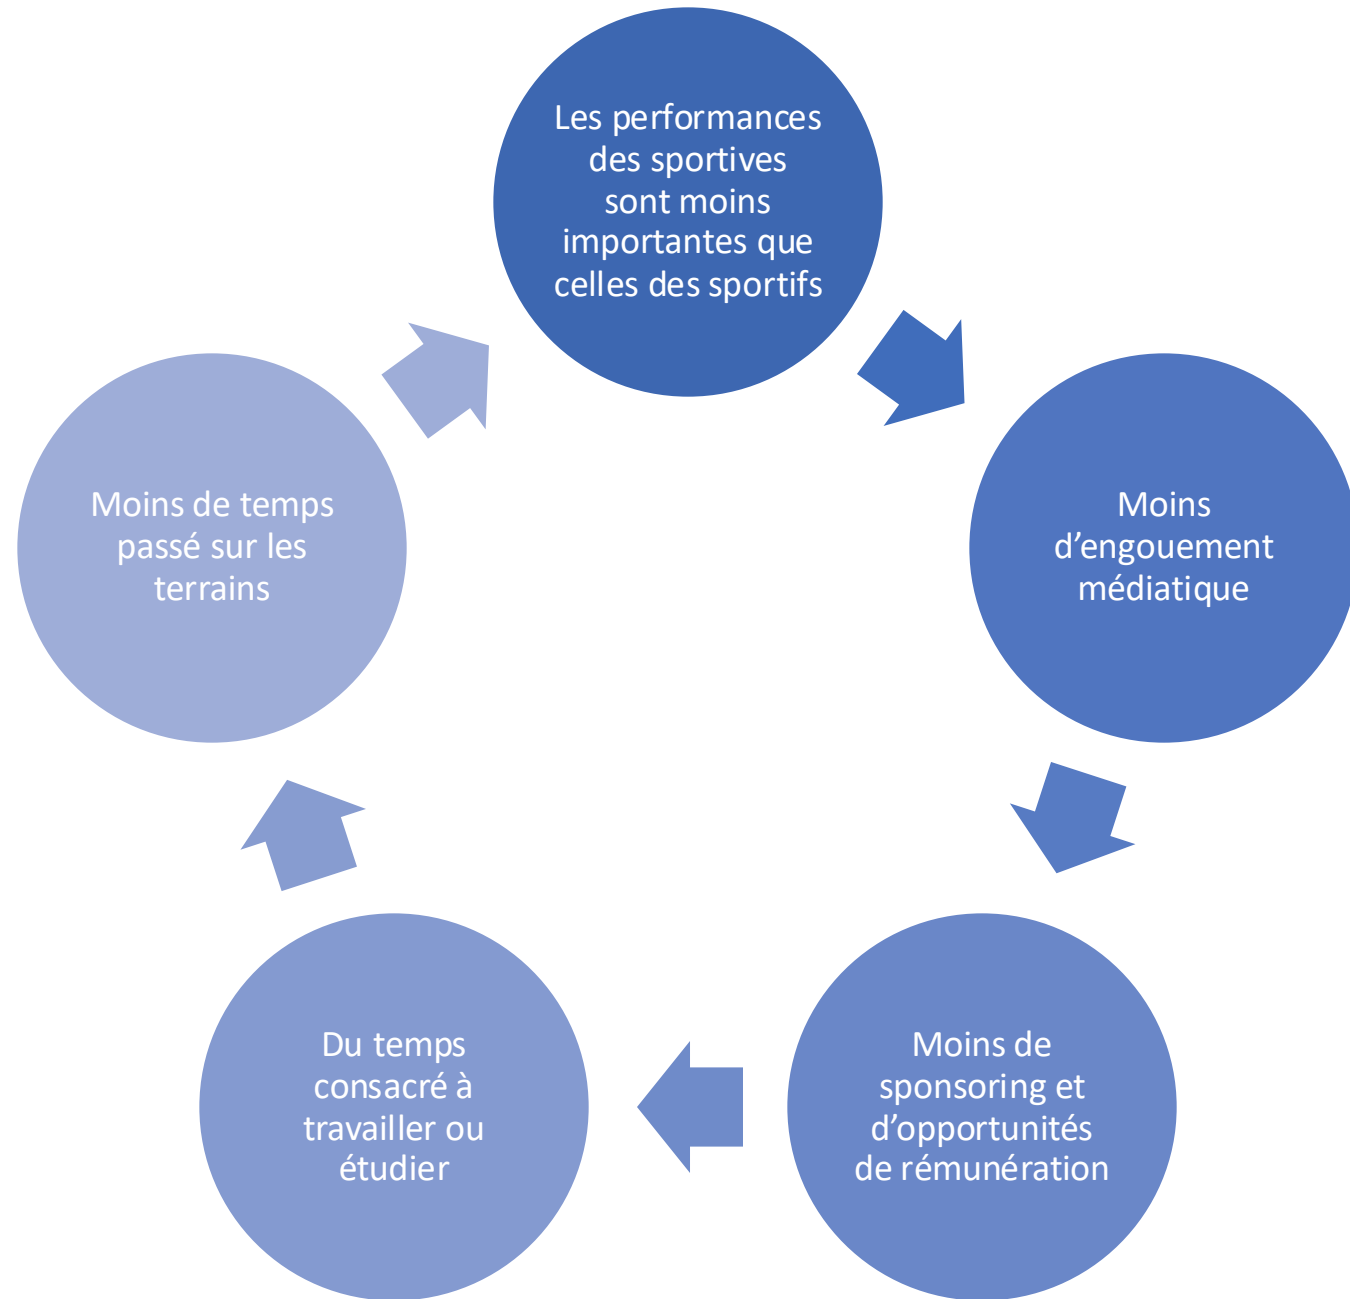 Les performances
des sportives
sont moins
importantes que
celles des sportifs
Moins
d’engouement
médiatique
Moins de
sponsoring et
d’opportunités
de rémunération
Du temps
consacré à
travailler ou
étudier
Moins de temps
passé sur les
terrains